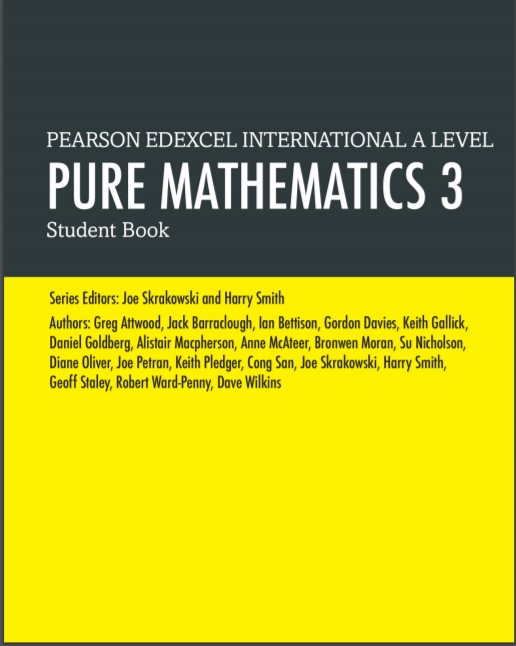 PEARSON EDEXCEL INTERNATIONAL A LEVEL
PURE MATHEMATICS 3
Student Book
Series Editors: Joe Skrakowski and Harry Smith
Authors: Greg Attwood, Jack Barraclough, Ian Bettison, Gordon Davies, Keith Gallick,
Daniel Goldberg, Alistair Macpherson, Anne McAteer, Bronwen Moran, Su Nicholson,
Diane Oliver, Joe Petran, Keith Pledger, Cong San, Joe Skrakowski, Harry Smith,
Geoff Staley, Robert Ward-Penny, Dave Wilkins